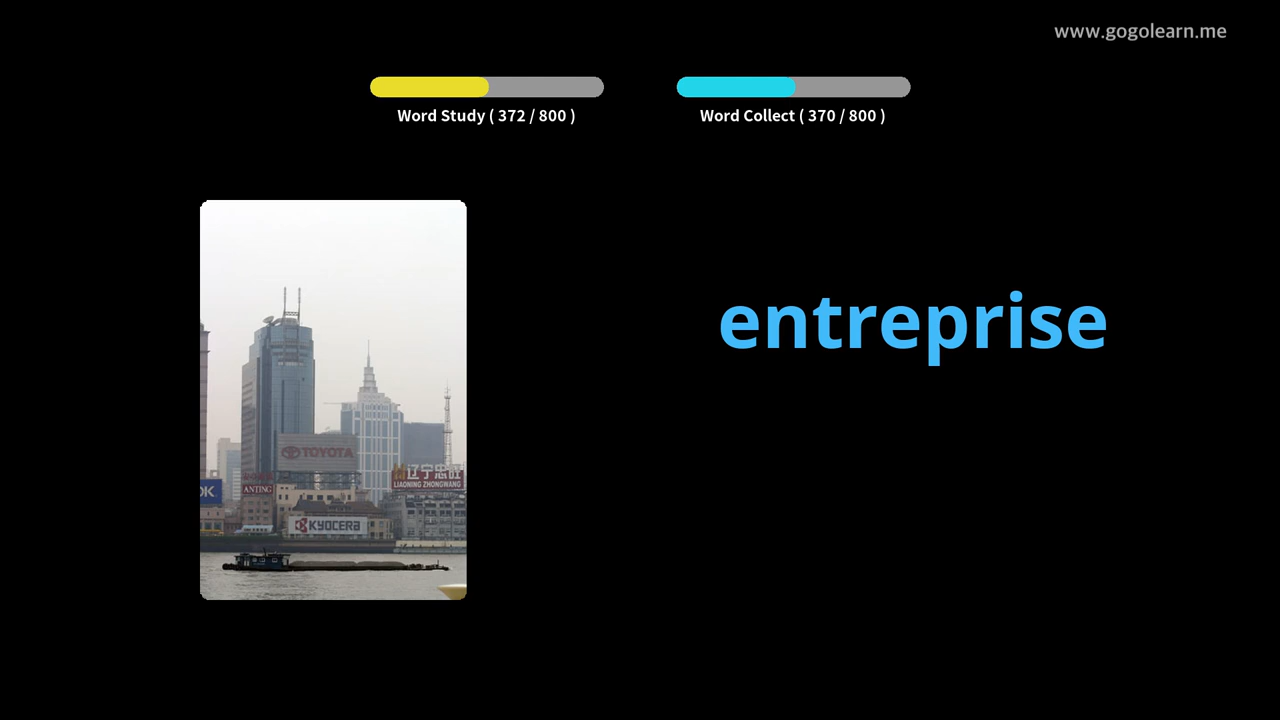 www.gogolearn.me
Word Study ( 372 / 800 )
Word Collect ( 370 / 800 )
entreprise
TOYOTA
辽宁忠旺
LIAONING ZHONGWANG
OK
ANTING
KYOCERA